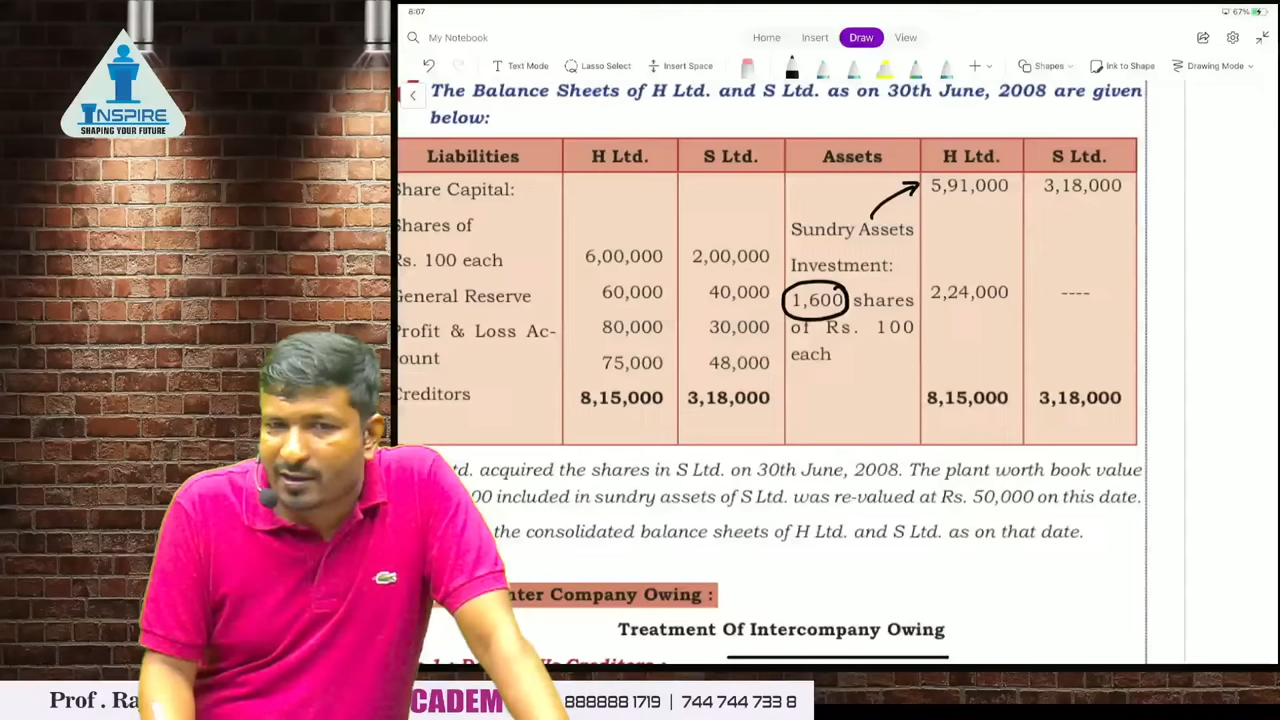 8:07
67%
My Notebook
Home Insert Draw View
Text Mode Lasso Select Insert Space Shapes Ink to Shape Drawing Mode
INSPIRE
SHAPING YOUR FUTURE
The Balance Sheets of H Ltd. and S Ltd. as on 30th June, 2008 are given
below:
Liabilities H Ltd. S Ltd. Assets H Ltd. S Ltd.
Share Capital: 5,91,000 3,18,000
Shares of Sundry Assets
Rs. 100 each 6,00,000 2,00,000 Investment:
General Reserve 60,000 40,000 1,600 shares 2,24,000 ----
Profit & Loss Ac- 80,000 30,000 of Rs. 100
count 75,000 48,000 each
Creditors 8,15,000 3,18,000 8,15,000 3,18,000
td. acquired the shares in S Ltd. on 30th June, 2008. The plant worth book value
00 included in sundry assets of S Ltd. was re-valued at Rs. 50,000 on this date.
the consolidated balance sheets of H Ltd. and S Ltd. as on that date.
nter Company Owing :
Treatment Of Intercompany Owing
Creditors :
Prof . Ra CADEM 888888 1719 | 744 744 733 8